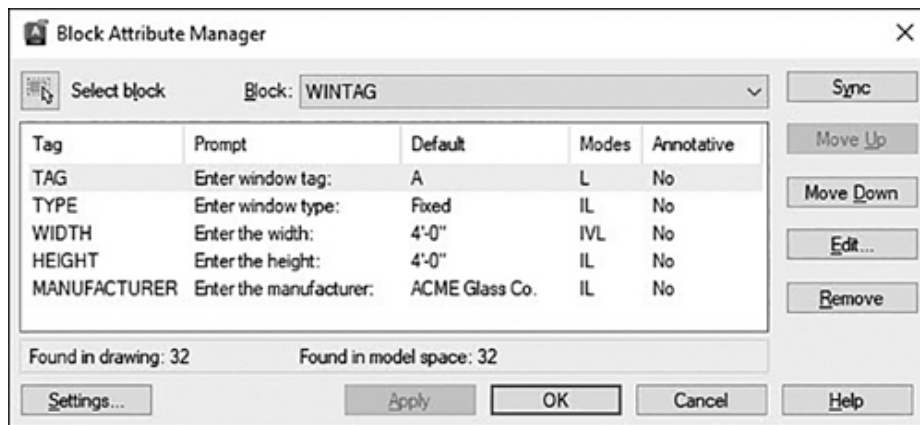 Block Attribute Manager
Select block Block: WINTAG Sync
Tag Prompt Default Modes Annotative Move Up
TAG Enter window tag: A L No
TYPE Enter window type: Fixed IL No Move Down
WIDTH Enter the width: 4'-0" IVL No
HEIGHT Enter the height: 4'-0" IL No Edit...
MANUFACTURER Enter the manufacturer: ACME Glass Co. IL No Remove
Found in drawing: 32 Found in model space: 32
Settings... Apply OK Cancel Help